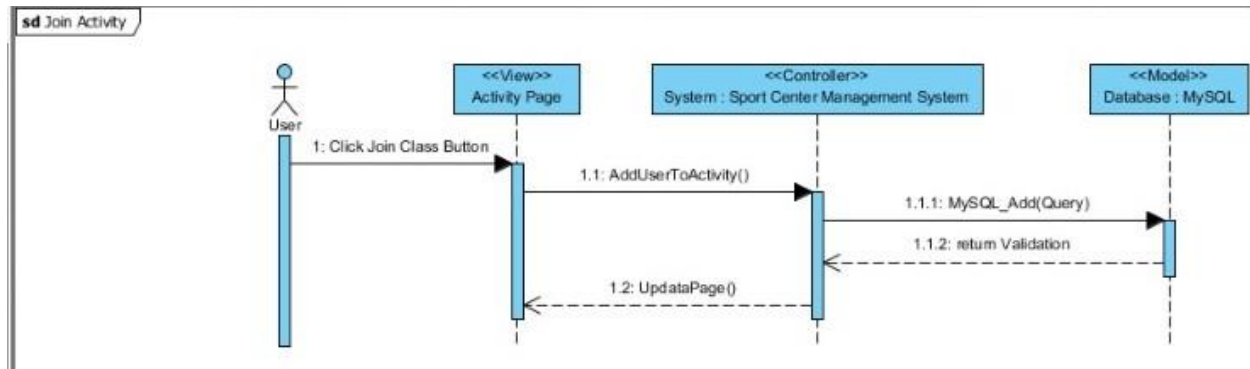 sd Join Activity
<<View>>
Activity Page
<<Controller>>
System : Sport Center Management System
<<Model>>
Database : MySQL
User
1: Click Join Class Button
1.1: AddUserToActivity()
1.1.1: MySQL_Add(Query)
1.1.2: return Validation
1.2: UpdataPage()